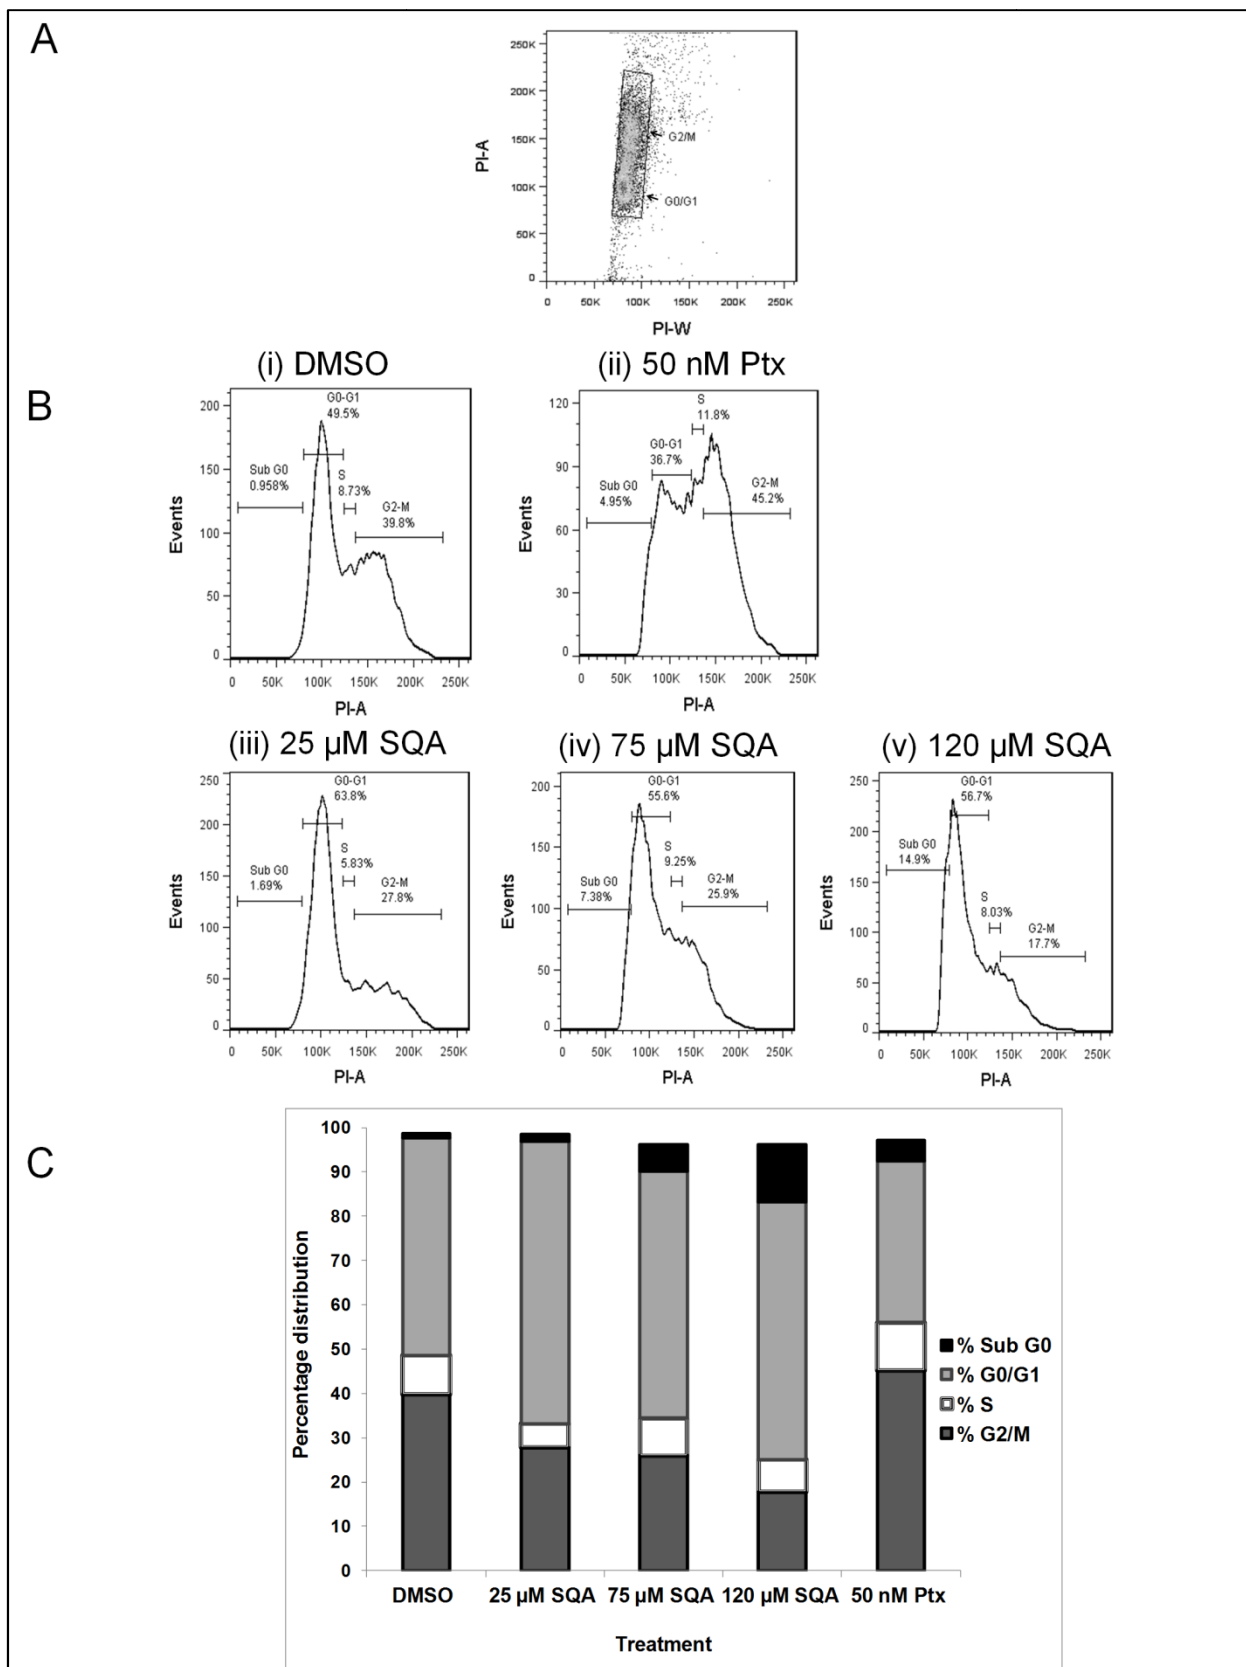 A
250K
200K
150K
100K
50K
0
PI-A
G2/M
G0/G1
0 50K 100K 150K 200K 250K
PI-W
B
(i) DMSO
200
150
100
50
0
Events
G0-G1
49.5%
Sub G0
0.958%
S
8.73%
G2-M
39.8%
0 50K 100K 150K 200K 250K
PI-A
(ii) 50 nM Ptx
120
90
60
30
0
Events
S
11.8%
G0-G1
36.7%
Sub G0
4.95%
G2-M
45.2%
0 50K 100K 150K 200K 250K
PI-A
(iii) 25 µM SQA
250
200
150
100
50
0
Events
G0-G1
63.8%
S
5.83%
Sub G0
1.69%
G2-M
27.8%
0 50K 100K 150K 200K 250K
PI-A
(iv) 75 µM SQA
200
150
100
50
0
Events
G0-G1
55.6%
S
9.25%
Sub G0
7.38%
G2-M
25.9%
0 50K 100K 150K 200K 250K
PI-A
(v) 120 µM SQA
250
200
150
100
50
0
Events
G0-G1
56.7%
Sub G0
14.9%
S
8.03%
G2-M
17.7%
0 50K 100K 150K 200K 250K
PI-A
C
100
90
80
70
60
50
40
30
20
10
0
Percentage distribution
% Sub G0
% G0/G1
% S
% G2/M
DMSO 25 µM SQA 75 µM SQA 120 µM SQA 50 nM Ptx
Treatment